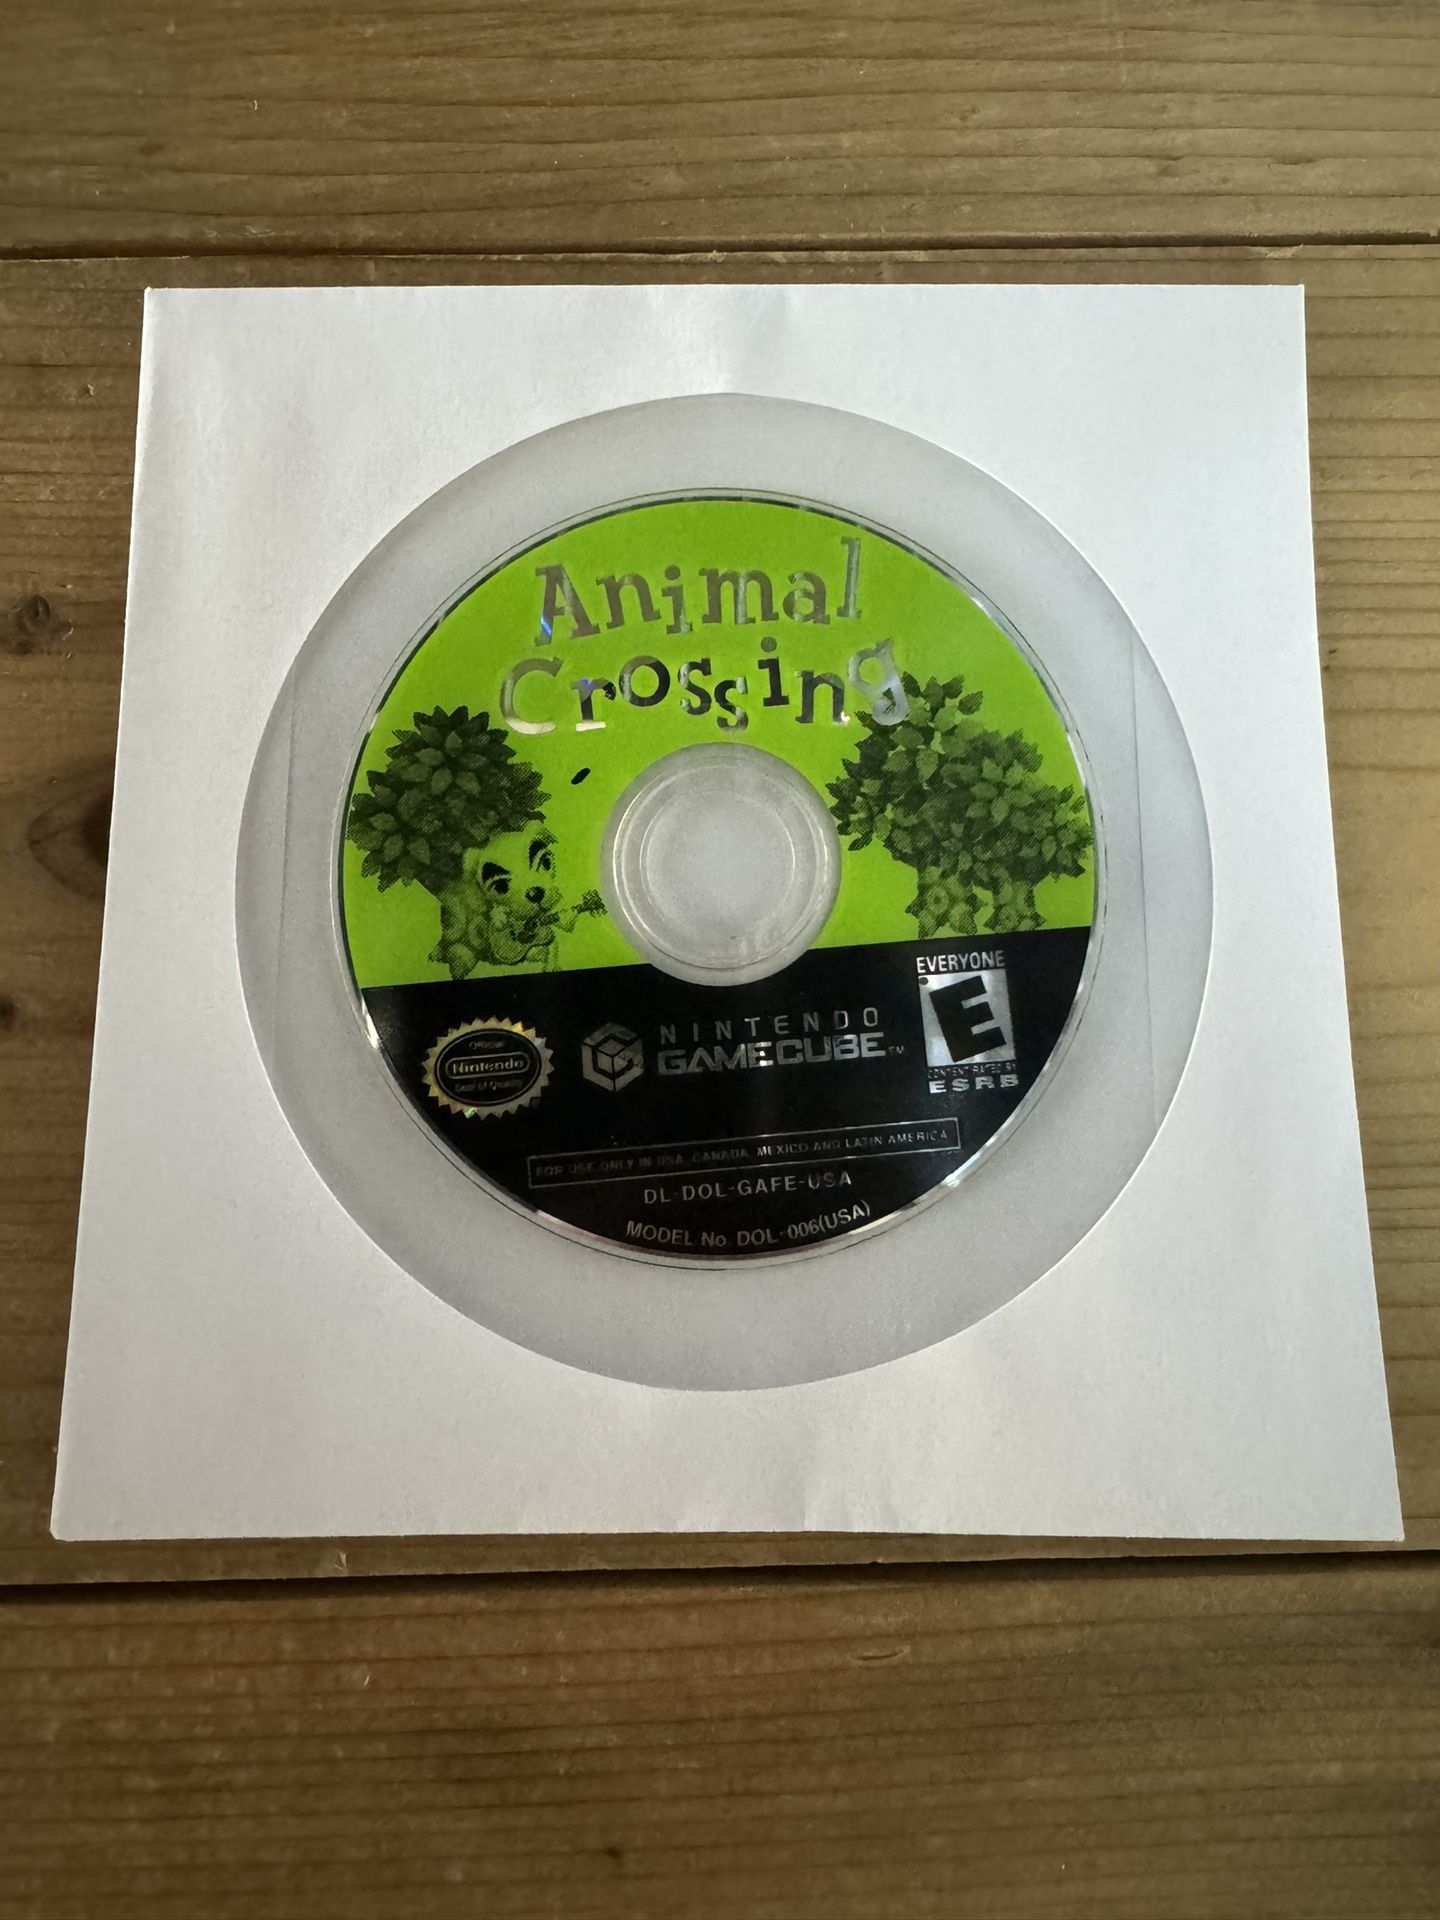 Animal
Crossing
EVERYONE
E
CONTENT RATED BY
ESRB
NINTENDO
GAMECUBE™
Official
Nintendo
Seal of Quality
FOR USE ONLY IN USA, CANADA, MEXICO AND LATIN AMERICA
DL-DOL-GAFE-USA
MODEL No DOL-006(USA)